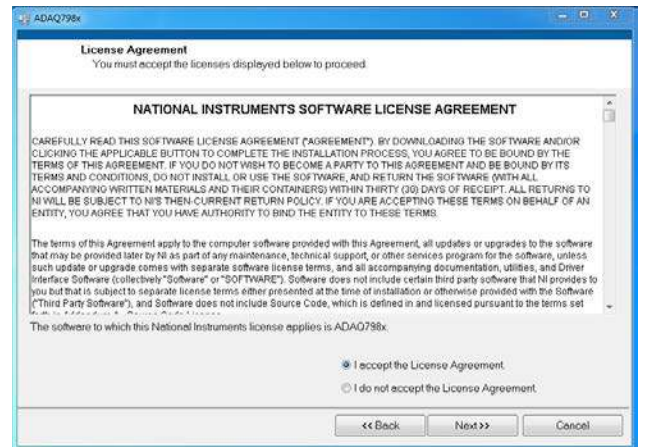 ADAQ798x
License Agreement
You must accept the licenses displayed below to proceed.
NATIONAL INSTRUMENTS SOFTWARE LICENSE AGREEMENT
CAREFULLY READ THIS SOFTWARE LICENSE AGREEMENT ("AGREEMENT"). BY DOWNLOADING THE SOFTWARE AND/OR
CLICKING THE APPLICABLE BUTTON TO COMPLETE THE INSTALLATION PROCESS, YOU AGREE TO BE BOUND BY THE
TERMS OF THIS AGREEMENT. IF YOU DO NOT WISH TO BECOME A PARTY TO THIS AGREEMENT AND BE BOUND BY ITS
TERMS AND CONDITIONS, DO NOT INSTALL OR USE THE SOFTWARE, AND RETURN THE SOFTWARE (WITH ALL
ACCOMPANYING WRITTEN MATERIALS AND THEIR CONTAINERS) WITHIN THIRTY (30) DAYS OF RECEIPT. ALL RETURNS TO
NI WILL BE SUBJECT TO NI'S THEN-CURRENT RETURN POLICY. IF YOU ARE ACCEPTING THESE TERMS ON BEHALF OF AN
ENTITY, YOU AGREE THAT YOU HAVE AUTHORITY TO BIND THE ENTITY TO THESE TERMS.
The terms of this Agreement apply to the computer software provided with this Agreement, all updates or upgrades to the software
that may be provided later by NI as part of any maintenance, technical support, or other services program for the software, unless
such update or upgrade comes with separate software license terms, and all accompanying documentation, utilities, and Driver
Interface Software (collectively "Software" or "SOFTWARE"). Software does not include certain third party software that NI provides to
you but that is subject to separate license terms either presented at the time of installation or otherwise provided with the Software
("Third Party Software"), and Software does not include Source Code, which is defined in and licensed pursuant to the terms set
The software to which this National Instruments license applies is ADAQ798x.
I accept the License Agreement.
I do not accept the License Agreement.
<< Back
Next >>
Cancel